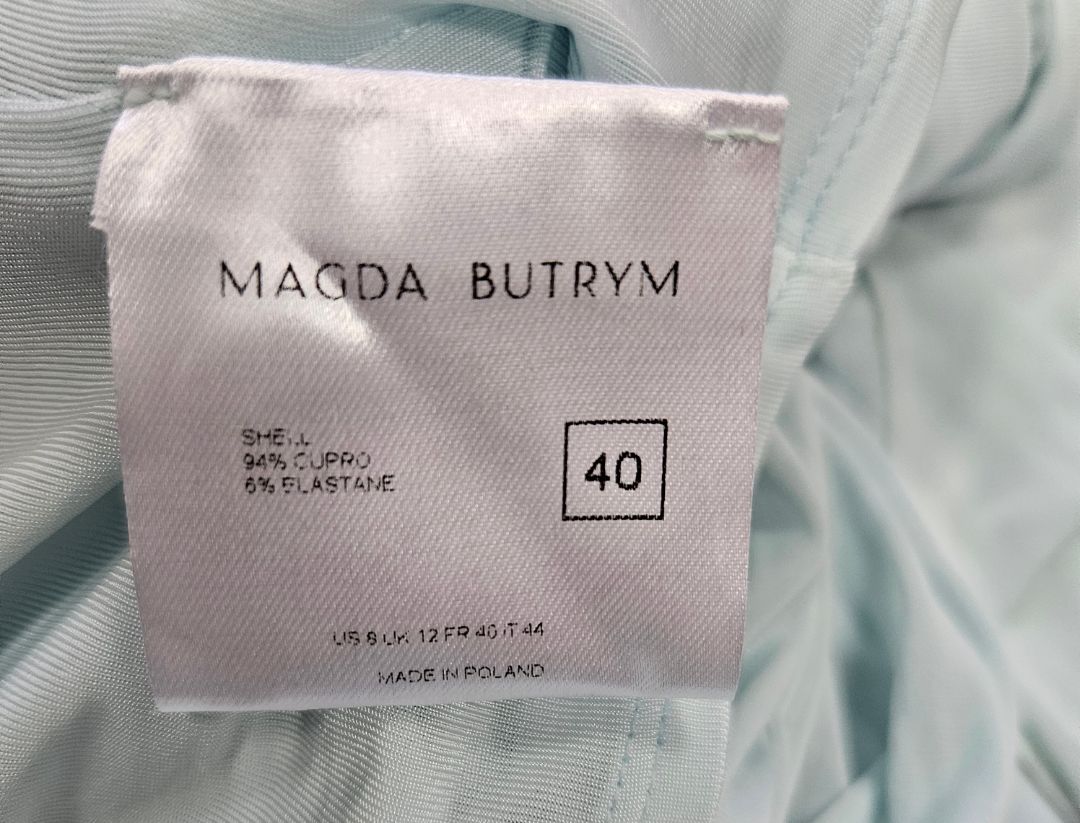 MAGDA BUTRYM
SHELL
94% CUPRO
6% ELASTANE
40
US 8 UK 12 FR 40 IT 44
MADE IN POLAND